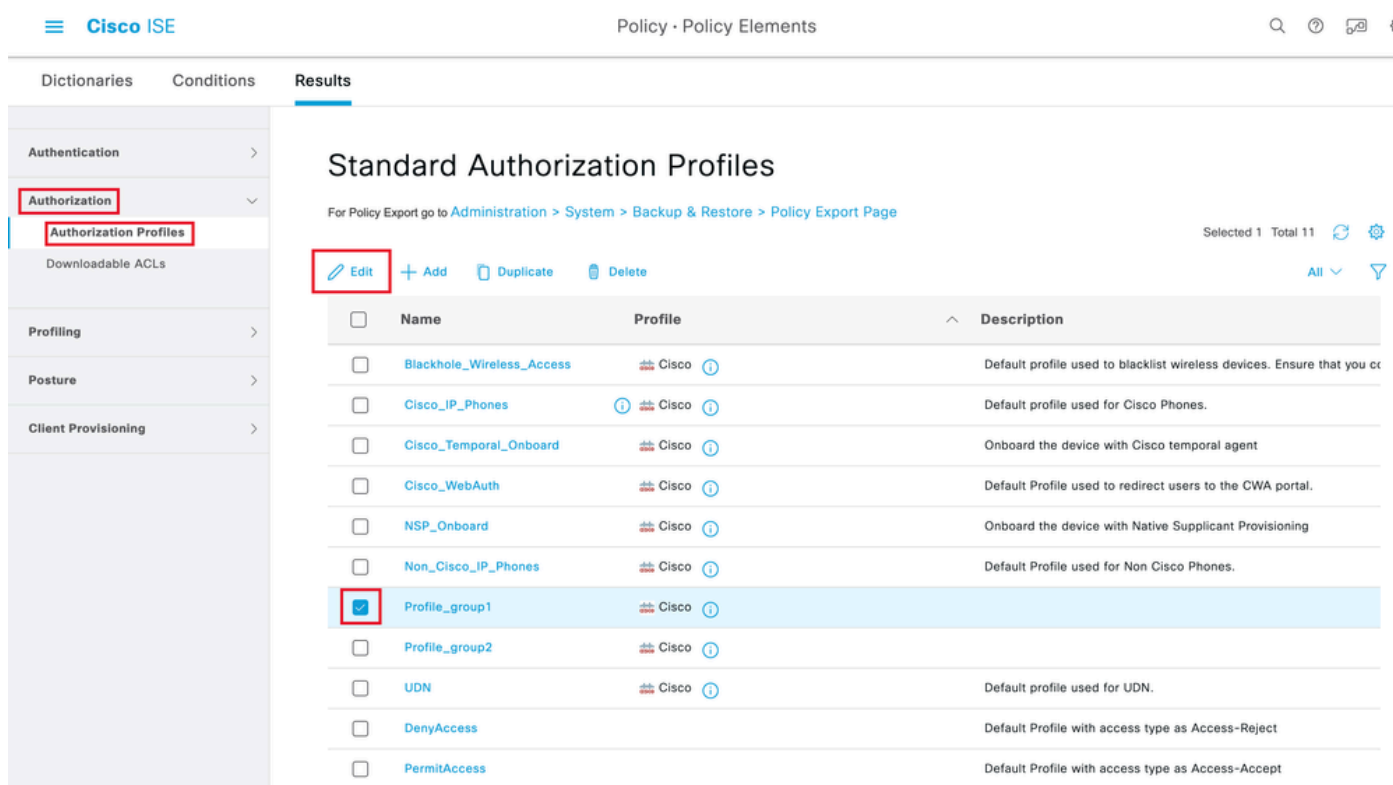 Cisco ISE
Policy · Policy Elements
Dictionaries Conditions Results
Authentication
Authorization
Authorization Profiles
Downloadable ACLs
Profiling
Posture
Client Provisioning
Standard Authorization Profiles
For Policy Export go to Administration > System > Backup & Restore > Policy Export Page
Selected 1 Total 11
Edit Add Duplicate Delete All
Name Profile Description
Blackhole_Wireless_Access Cisco Default profile used to blacklist wireless devices. Ensure that you
Cisco_IP_Phones Cisco Default profile used for Cisco Phones.
Cisco_Temporal_Onboard Cisco Onboard the device with Cisco temporal agent
Cisco_WebAuth Cisco Default Profile used to redirect users to the CWA portal.
NSP_Onboard Cisco Onboard the device with Native Supplicant Provisioning
Non_Cisco_IP_Phones Cisco Default Profile used for Non Cisco Phones.
Profile_group1 Cisco
Profile_group2 Cisco
UDN Cisco Default profile used for UDN.
DenyAccess Default Profile with access type as Access-Reject
PermitAccess Default Profile with access type as Access-Accept